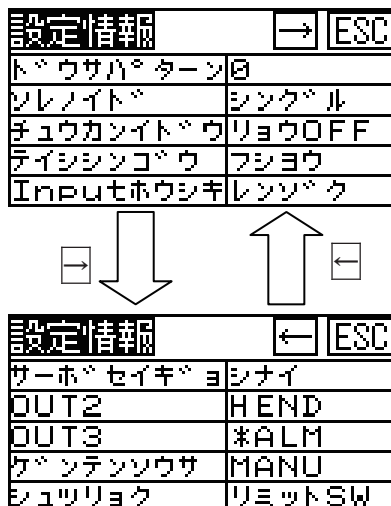 設定情報 → ESC
ドウサパターン 0
ソレノイド シングル
チュウカンイドウ リョウOFF
テイシシンゴウ フショウ
Inputホウシキ レンゾク
→ ←
設定情報 ← ESC
サーボセイギョ シナイ
OUT2 HEND
OUT3 *ALM
ゲンテンソウサ MANU
シュツリョク リミットSW